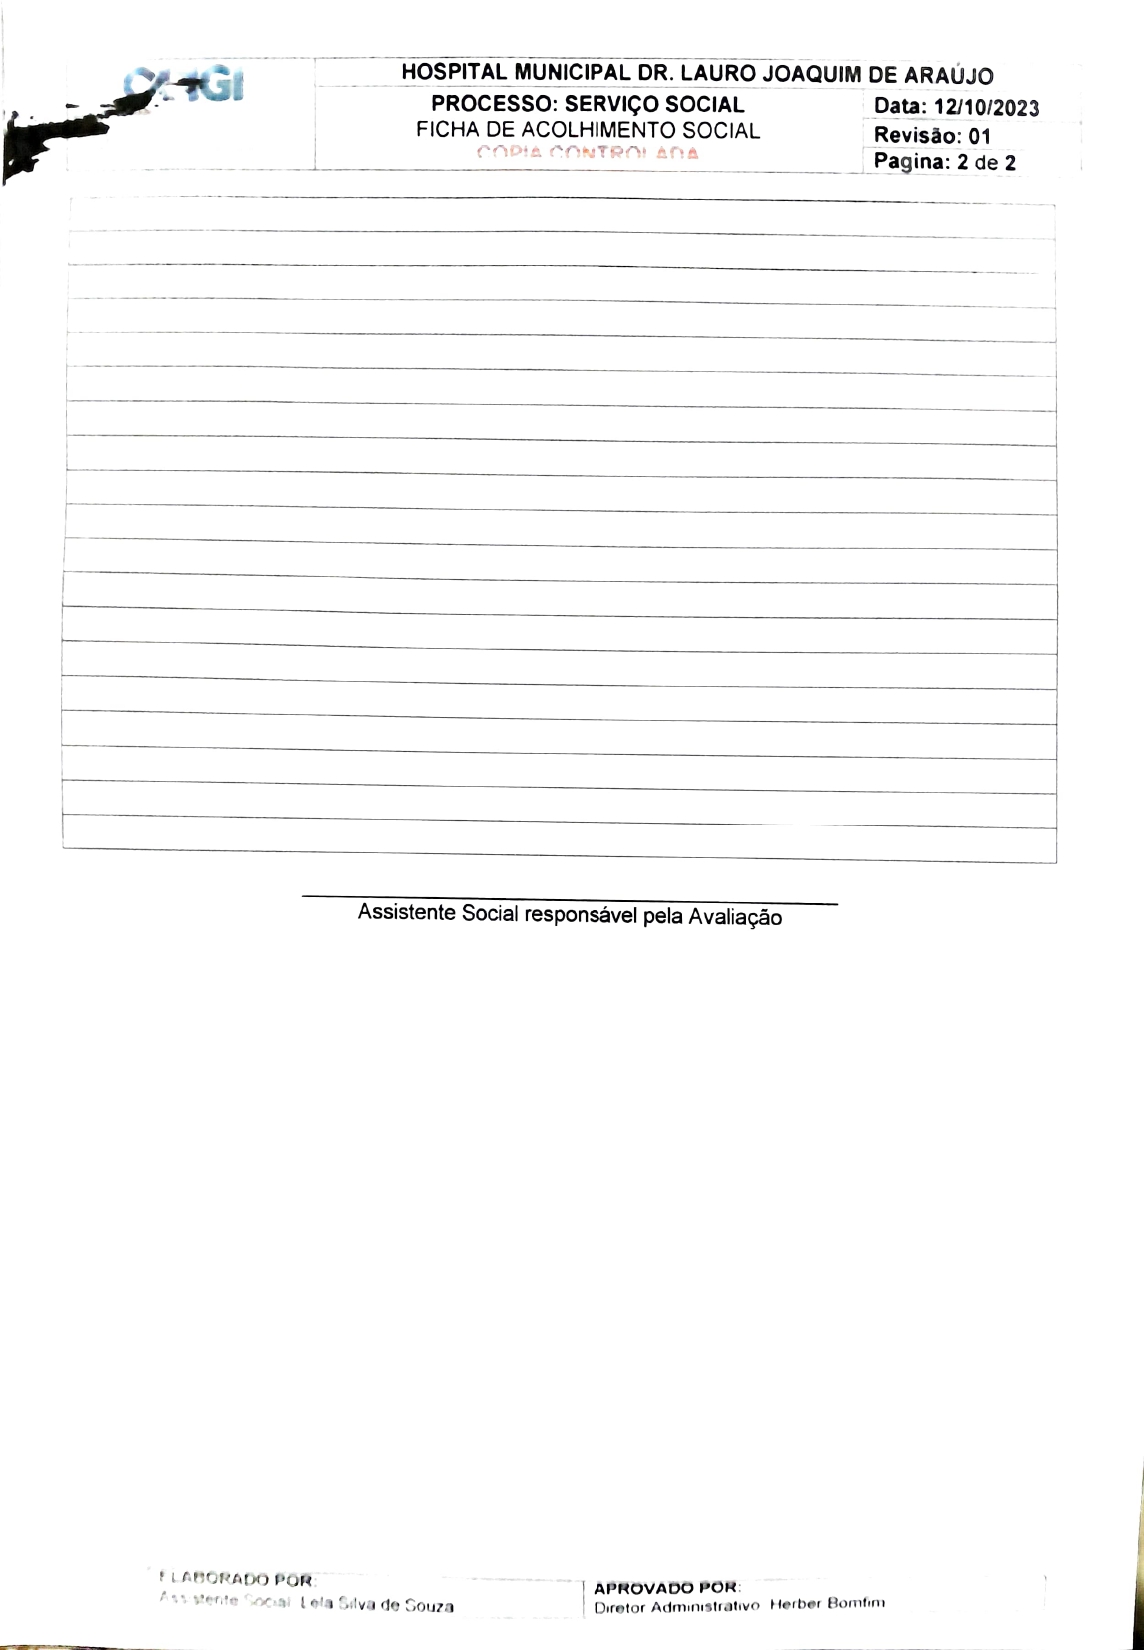 HOSPITAL MUNICIPAL DR. LAURO JOAQUIM DE ARAÚJO
PROCESSO: SERVIÇO SOCIAL
FICHA DE ACOLHIMENTO SOCIAL
COPIA CONTROLADA
Data: 12/10/2023
Revisão: 01
Pagina: 2 de 2
Assistente Social responsável pela Avaliação
ELABORADO POR:
Assistente Social Lela Silva de Souza
APROVADO POR:
Diretor Administrativo Herber Bomfim